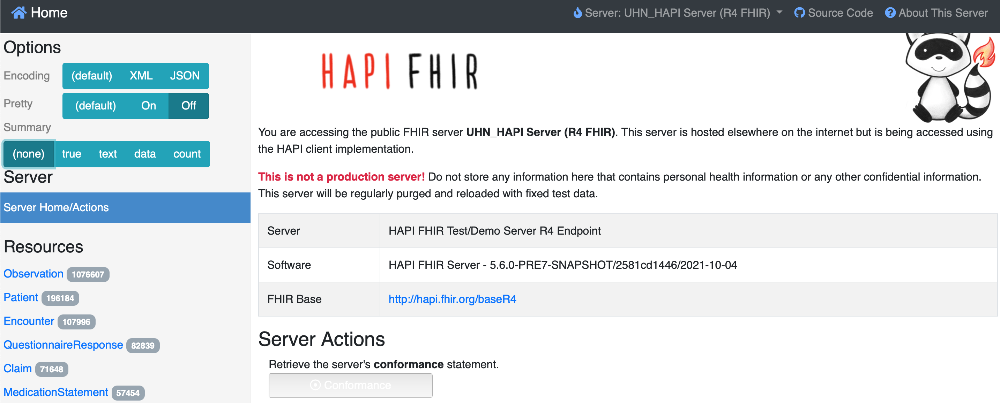 Home
Server: UHN_HAPI Server (R4 FHIR)
Source Code
About This Server
Options
Encoding
(default) XML JSON
Pretty
(default) On Off
Summary
(none) true text data count
Server
Server Home/Actions
Resources
Observation 1076607
Patient 196184
Encounter 107996
QuestionnaireResponse 82839
Claim 71648
MedicationStatement 57454
HAPI FHIR
You are accessing the public FHIR server UHN_HAPI Server (R4 FHIR). This server is hosted elsewhere on the internet but is being accessed using
the HAPI client implementation.
This is not a production server! Do not store any information here that contains personal health information or any other confidential information.
This server will be regularly purged and reloaded with fixed test data.
Server HAPI FHIR Test/Demo Server R4 Endpoint
Software HAPI FHIR Server - 5.6.0-PRE7-SNAPSHOT/2581cd1446/2021-10-04
FHIR Base http://hapi.fhir.org/baseR4
Server Actions
Retrieve the server's conformance statement.
Conformance